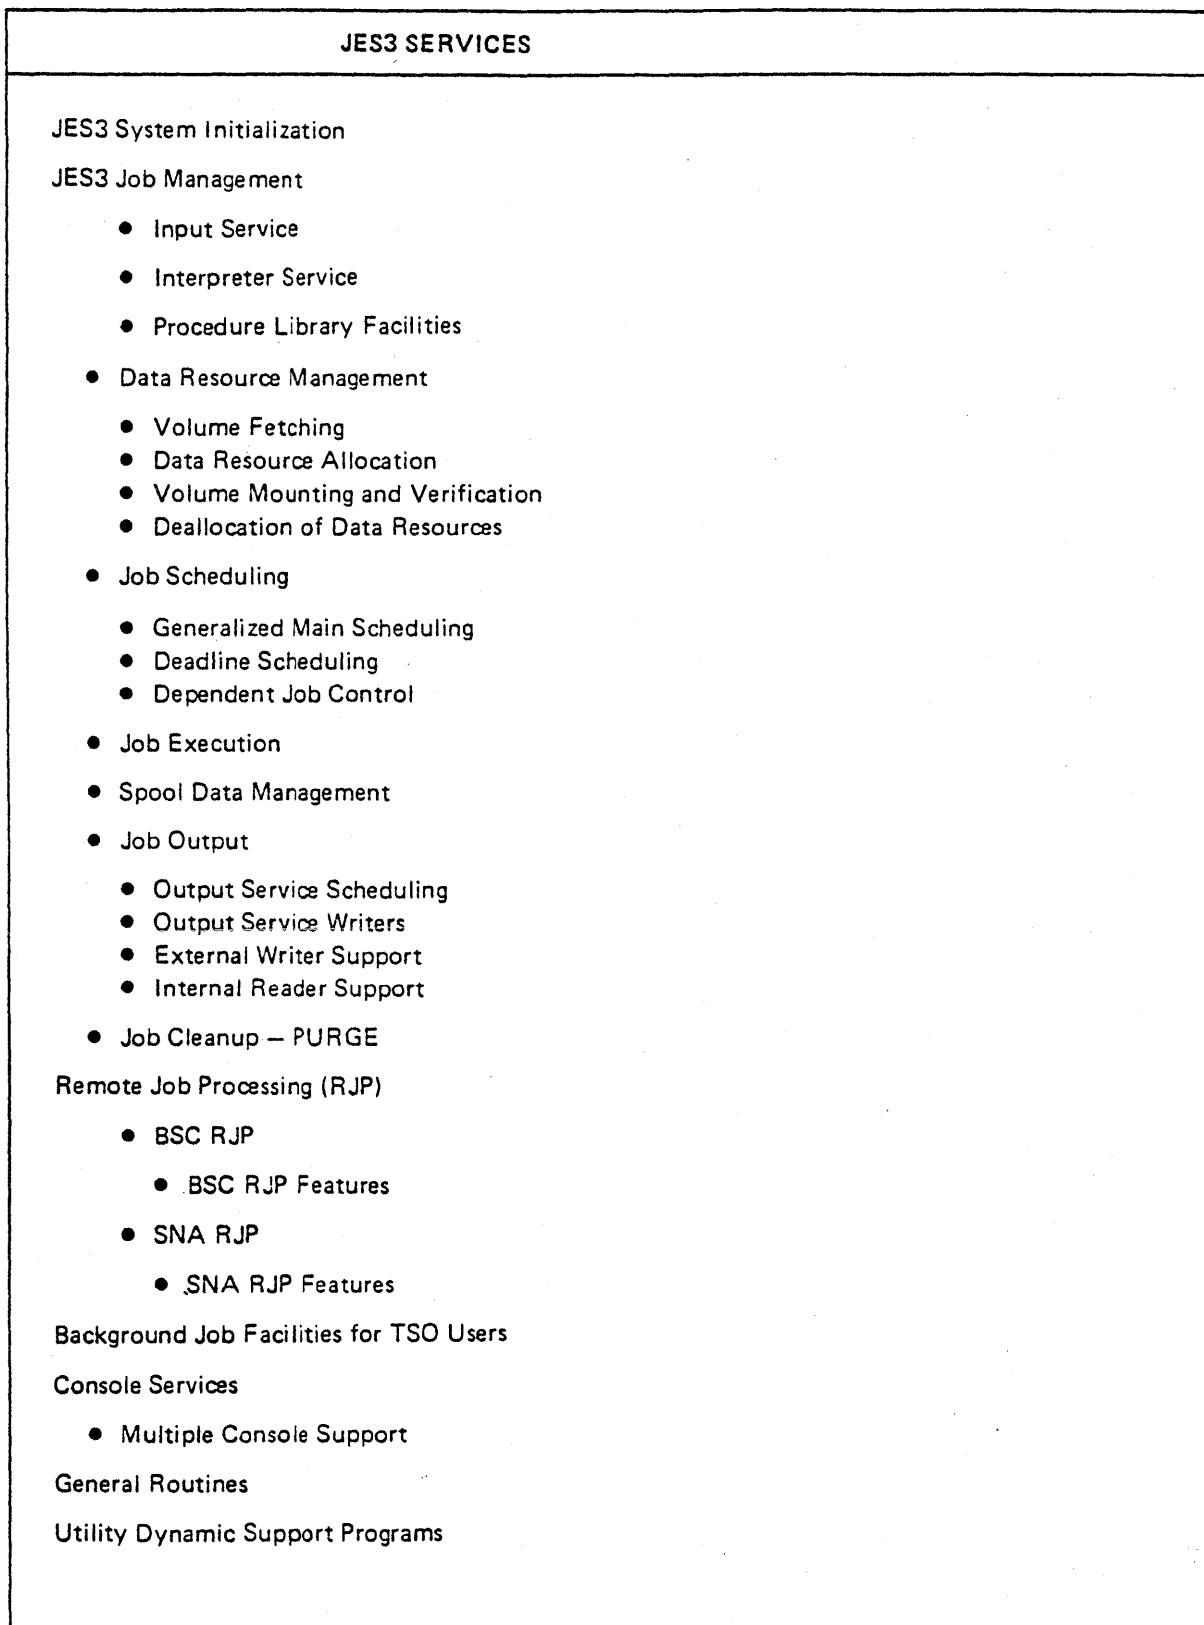 JES3 SERVICES
JES3 System Initialization
JES3 Job Management
● Input Service
● Interpreter Service
● Procedure Library Facilities
● Data Resource Management
● Volume Fetching
● Data Resource Allocation
● Volume Mounting and Verification
● Deallocation of Data Resources
● Job Scheduling
● Generalized Main Scheduling
● Deadline Scheduling
● Dependent Job Control
● Job Execution
● Spool Data Management
● Job Output
● Output Service Scheduling
● Output Service Writers
● External Writer Support
● Internal Reader Support
● Job Cleanup — PURGE
Remote Job Processing (RJP)
● BSC RJP
● BSC RJP Features
● SNA RJP
● SNA RJP Features
Background Job Facilities for TSO Users
Console Services
● Multiple Console Support
General Routines
Utility Dynamic Support Programs